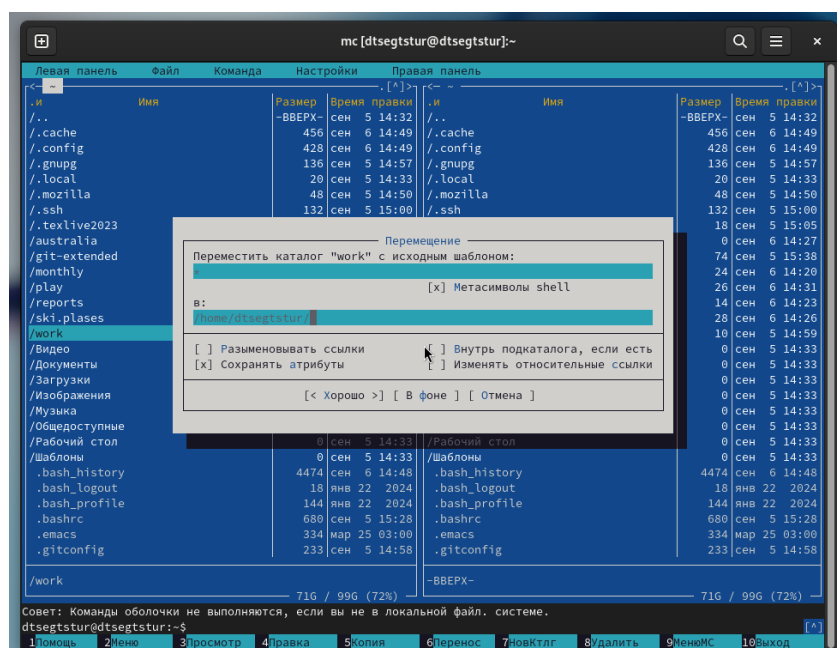 mc [dtsegtstur@dtsegtstur]:~
Левая панель Файл Команда Настройки Правая панель
<- ~ .[^]> <- ~ .[^]>
.и Имя Размер Время правки .и Имя Размер Время правки
/.. -ВВЕРХ- сен 5 14:32 /.. -ВВЕРХ- сен 5 14:32
/.cache 456 сен 6 14:49 /.cache 456 сен 6 14:49
/.config 428 сен 6 14:49 /.config 428 сен 6 14:49
/.gnupg 136 сен 5 14:57 /.gnupg 136 сен 5 14:57
/.local 20 сен 5 14:33 /.local 20 сен 5 14:33
/.mozilla 48 сен 5 14:50 /.mozilla 48 сен 5 14:50
/.ssh 132 сен 5 15:00 /.ssh 132 сен 5 15:00
/.texlive2023 18 сен 5 15:05
/australia Перемещение 0 сен 6 14:27
/git-extended Переместить каталог "work" с исходным шаблоном: 74 сен 5 15:38
/monthly * 24 сен 6 14:20
/play [x] Метасимволы shell 26 сен 6 14:31
/reports в: 14 сен 6 14:23
/ski.plases /home/dtsegtstur/ 28 сен 6 14:26
/work 10 сен 5 14:59
/Видео [ ] Разыменовывать ссылки [ ] Внутрь подкаталога, если есть 0 сен 5 14:33
/Документы [x] Сохранять атрибуты [ ] Изменять относительные ссылки 0 сен 5 14:33
/Загрузки 0 сен 5 14:33
/Изображения [< Хорошо >] [ В фоне ] [ Отмена ] 0 сен 5 14:33
/Музыка 0 сен 5 14:33
/Общедоступные 0 сен 5 14:33
/Рабочий стол 0 сен 5 14:33 /Рабочий стол 0 сен 5 14:33
/Шаблоны 0 сен 5 14:33 /Шаблоны 0 сен 5 14:33
.bash_history 4474 сен 6 14:48 .bash_history 4474 сен 6 14:48
.bash_logout 18 янв 22 2024 .bash_logout 18 янв 22 2024
.bash_profile 144 янв 22 2024 .bash_profile 144 янв 22 2024
.bashrc 680 сен 5 15:28 .bashrc 680 сен 5 15:28
.emacs 334 мар 25 03:00 .emacs 334 мар 25 03:00
.gitconfig 233 сен 5 14:58 .gitconfig 233 сен 5 14:58
/work -ВВЕРХ-
71G / 99G (72%) 71G / 99G (72%)
Совет: Команды оболочки не выполняются, если вы не в локальной файл. системе.
dtsegtstur@dtsegtstur:~$ [^]
1Помощь 2Меню 3Просмотр 4Правка 5Копия 6Перенос 7НовКтлг 8Удалить 9МенюMC 10Выход